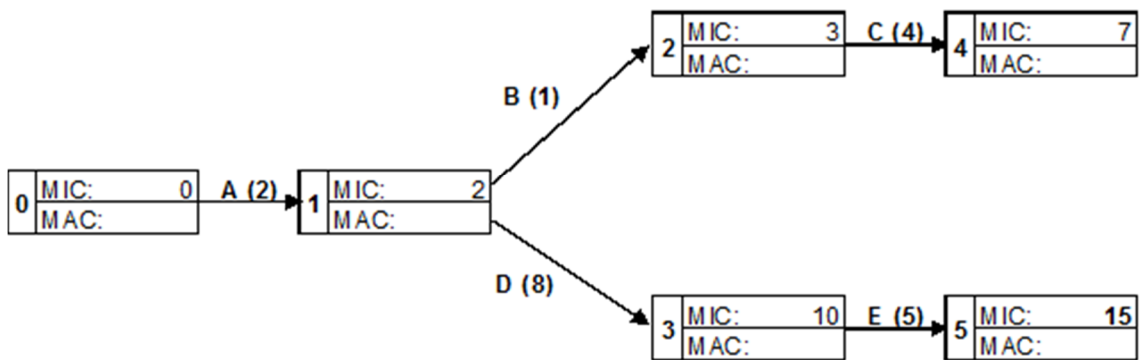 2 MIC: 3
MAC:
C (4)
4 MIC: 7
MAC:
B (1)
0 MIC: 0
MAC:
A (2)
1 MIC: 2
MAC:
D (8)
3 MIC: 10
MAC:
E (5)
5 MIC: 15
MAC: